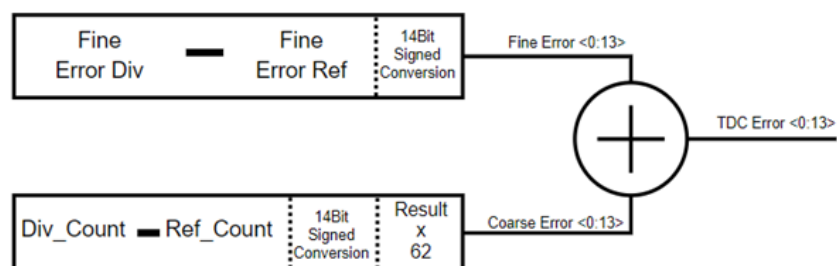 Fine
Error Div
Fine
Error Ref
14Bit
Signed
Conversion
Fine Error <0:13>
TDC Error <0:13>
Div_Count
Ref_Count
14Bit
Signed
Conversion
Result
x
62
Coarse Error <0:13>